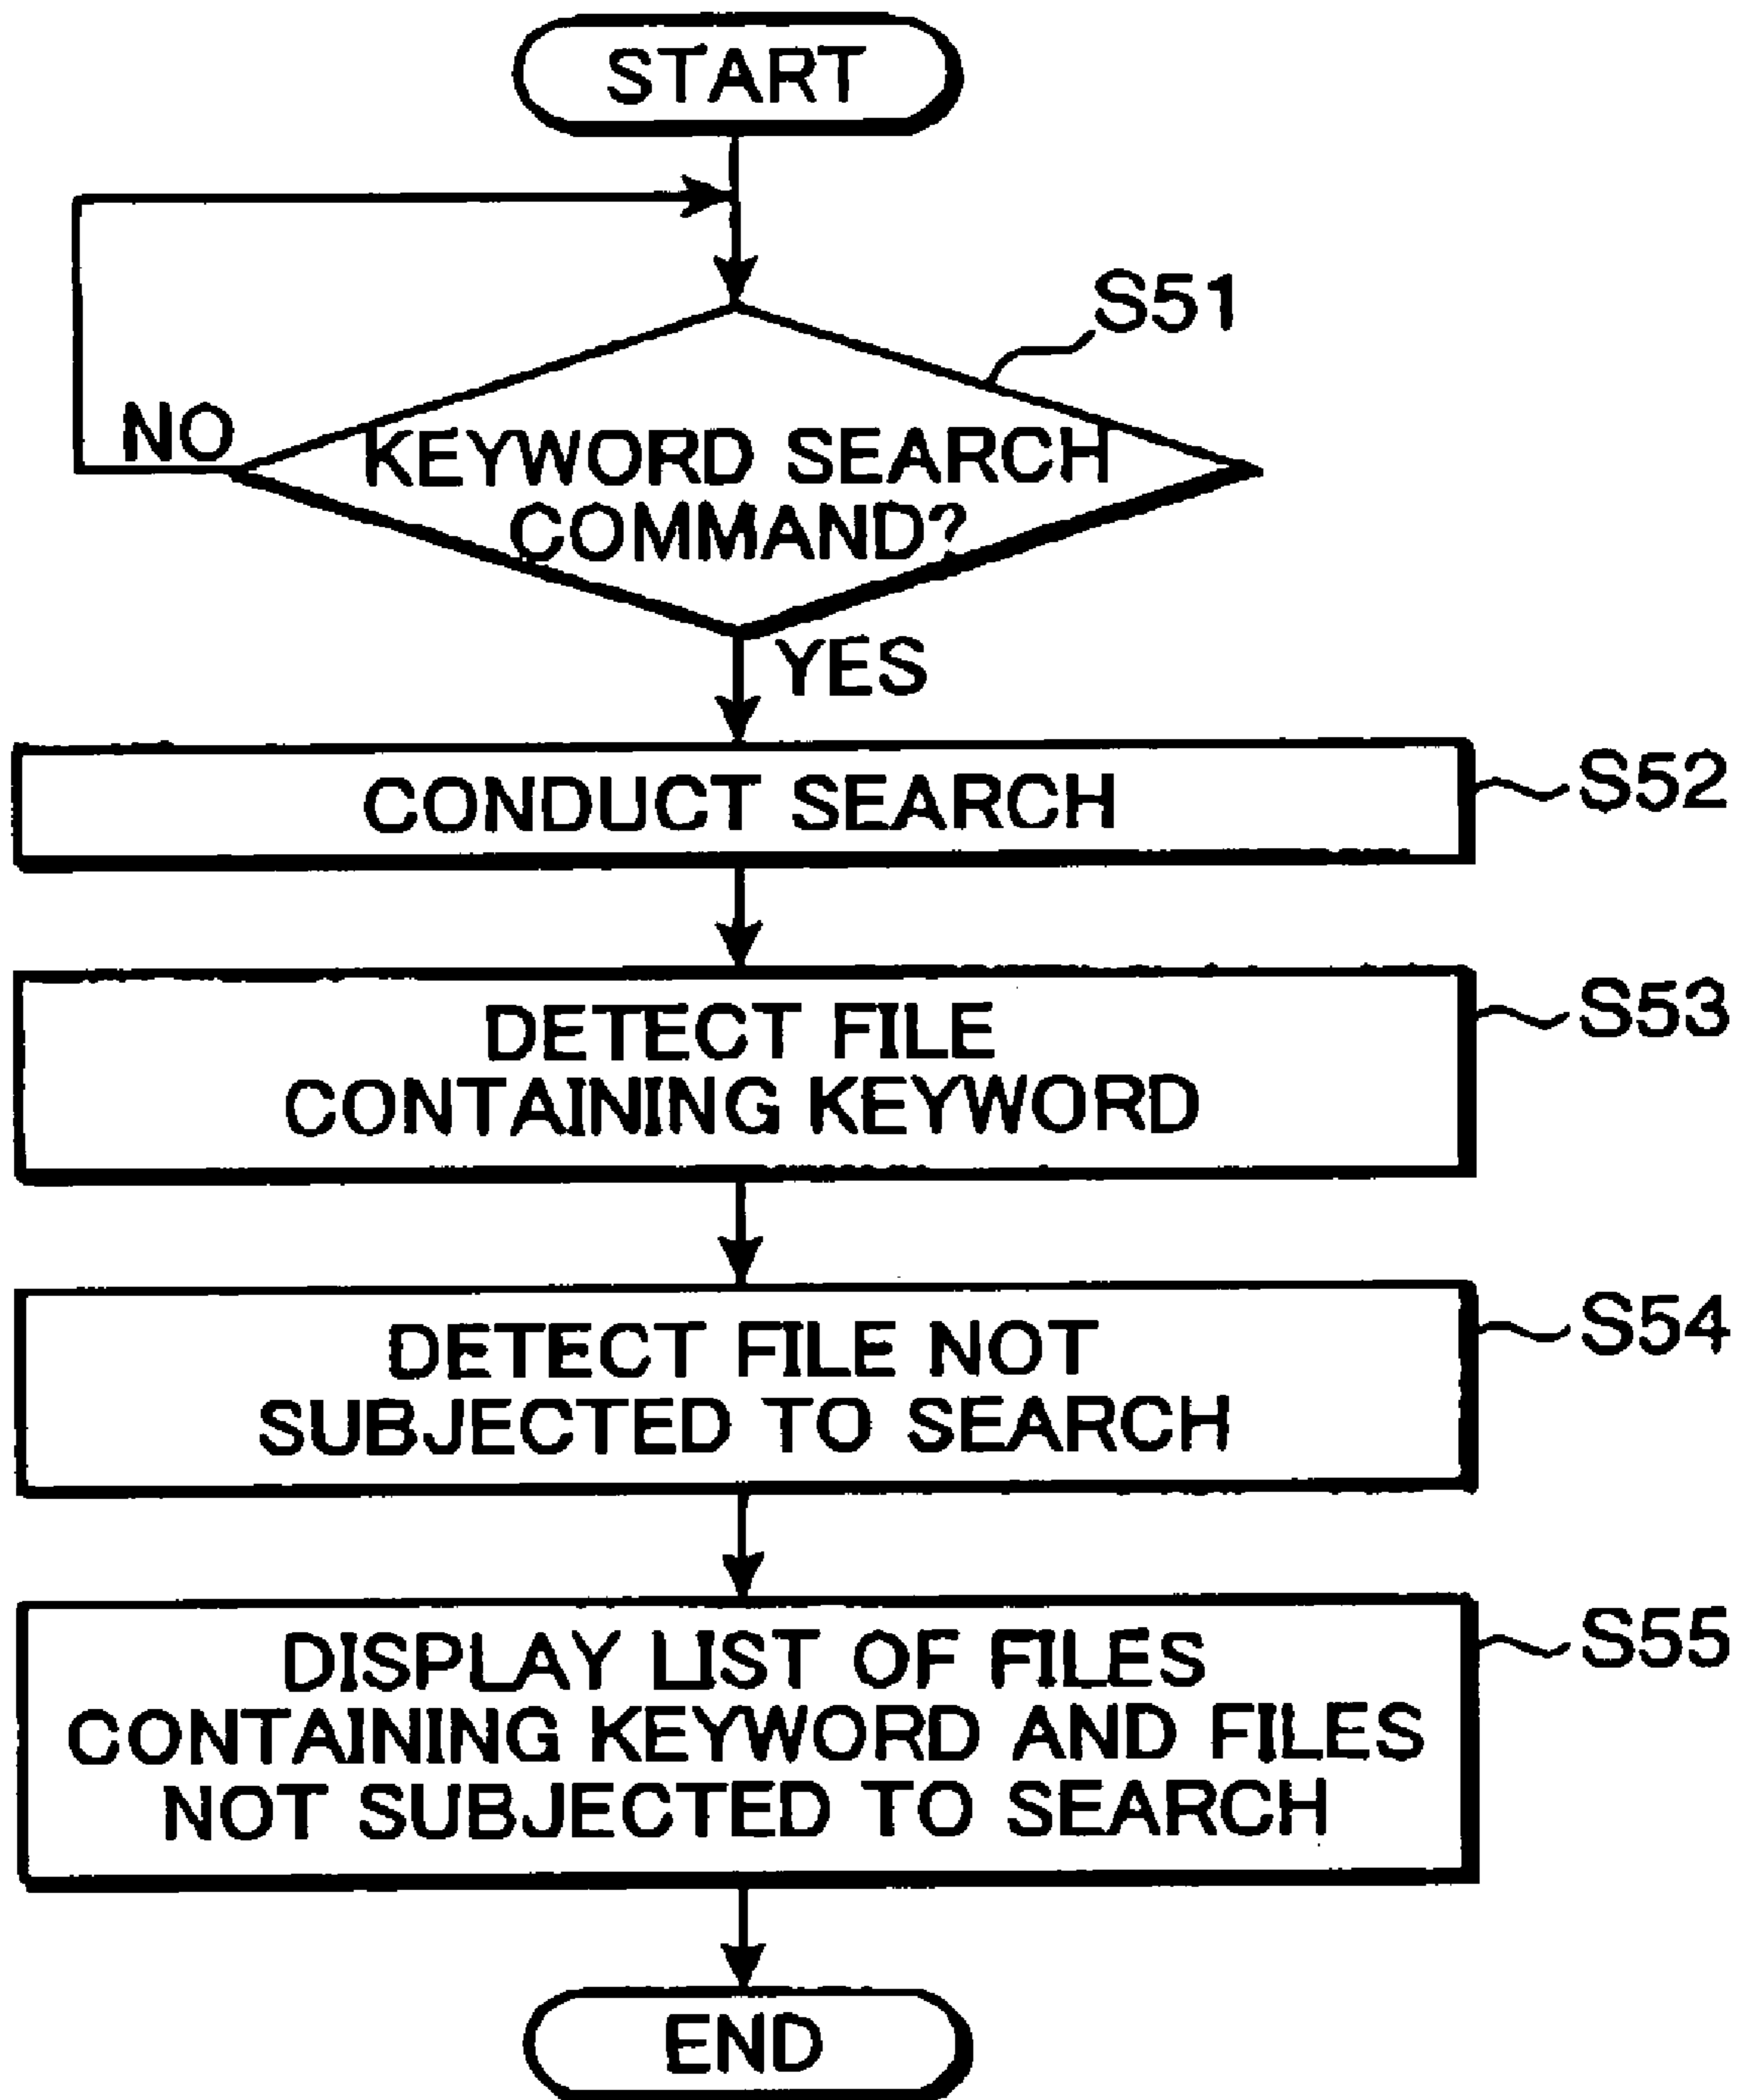 START
S51
NO
KEYWORD SEARCH
COMMAND?
YES
CONDUCT SEARCH
S52
DETECT FILE
CONTAINING KEYWORD
S53
DETECT FILE NOT
SUBJECTED TO SEARCH
S54
DISPLAY LIST OF FILES
CONTAINING KEYWORD AND FILES
NOT SUBJECTED TO SEARCH
S55
END